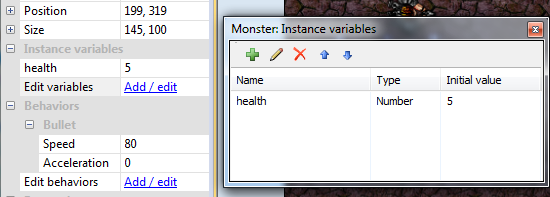 Position 199, 319
Size 145, 100
Instance variables
health 5
Edit variables Add / edit
Behaviors
Bullet
Speed 80
Acceleration 0
Edit behaviors Add / edit
Monster: Instance variables
Name Type Initial value
health Number 5